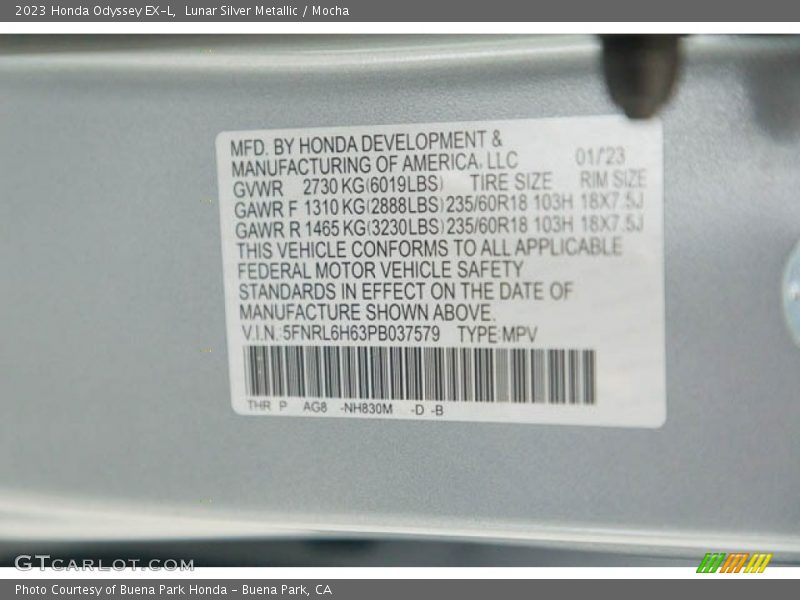 2023 Honda Odyssey EX-L, Lunar Silver Metallic / Mocha
MFD. BY HONDA DEVELOPMENT &
MANUFACTURING OF AMERICA, LLC 01/'23
GVWR 2730 KG(6019LBS) TIRE SIZE RIM SIZE
GAWR F 1310 KG(2888LBS) 235/60R18 103H 18X7.5J
GAWR R 1465 KG(3230LBS) 235/60R18 103H 18X7.5J
THIS VEHICLE CONFORMS TO ALL APPLICABLE
FEDERAL MOTOR VEHICLE SAFETY
STANDARDS IN EFFECT ON THE DATE OF
MANUFACTURE SHOWN ABOVE.
V.I.N.:5FNRL6H63PB037579 TYPE:MPV
THR P AG8 -NH830M -D -B
GTcarlot.com
Photo Courtesy of Buena Park Honda - Buena Park, CA